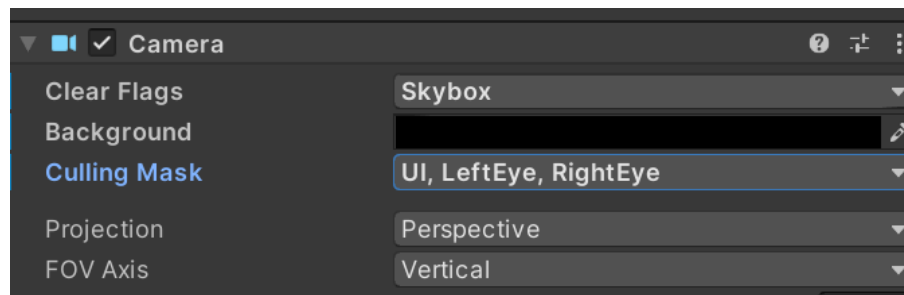 Camera
Clear Flags Skybox
Background
Culling Mask UI, LeftEye, RightEye
Projection Perspective
FOV Axis Vertical